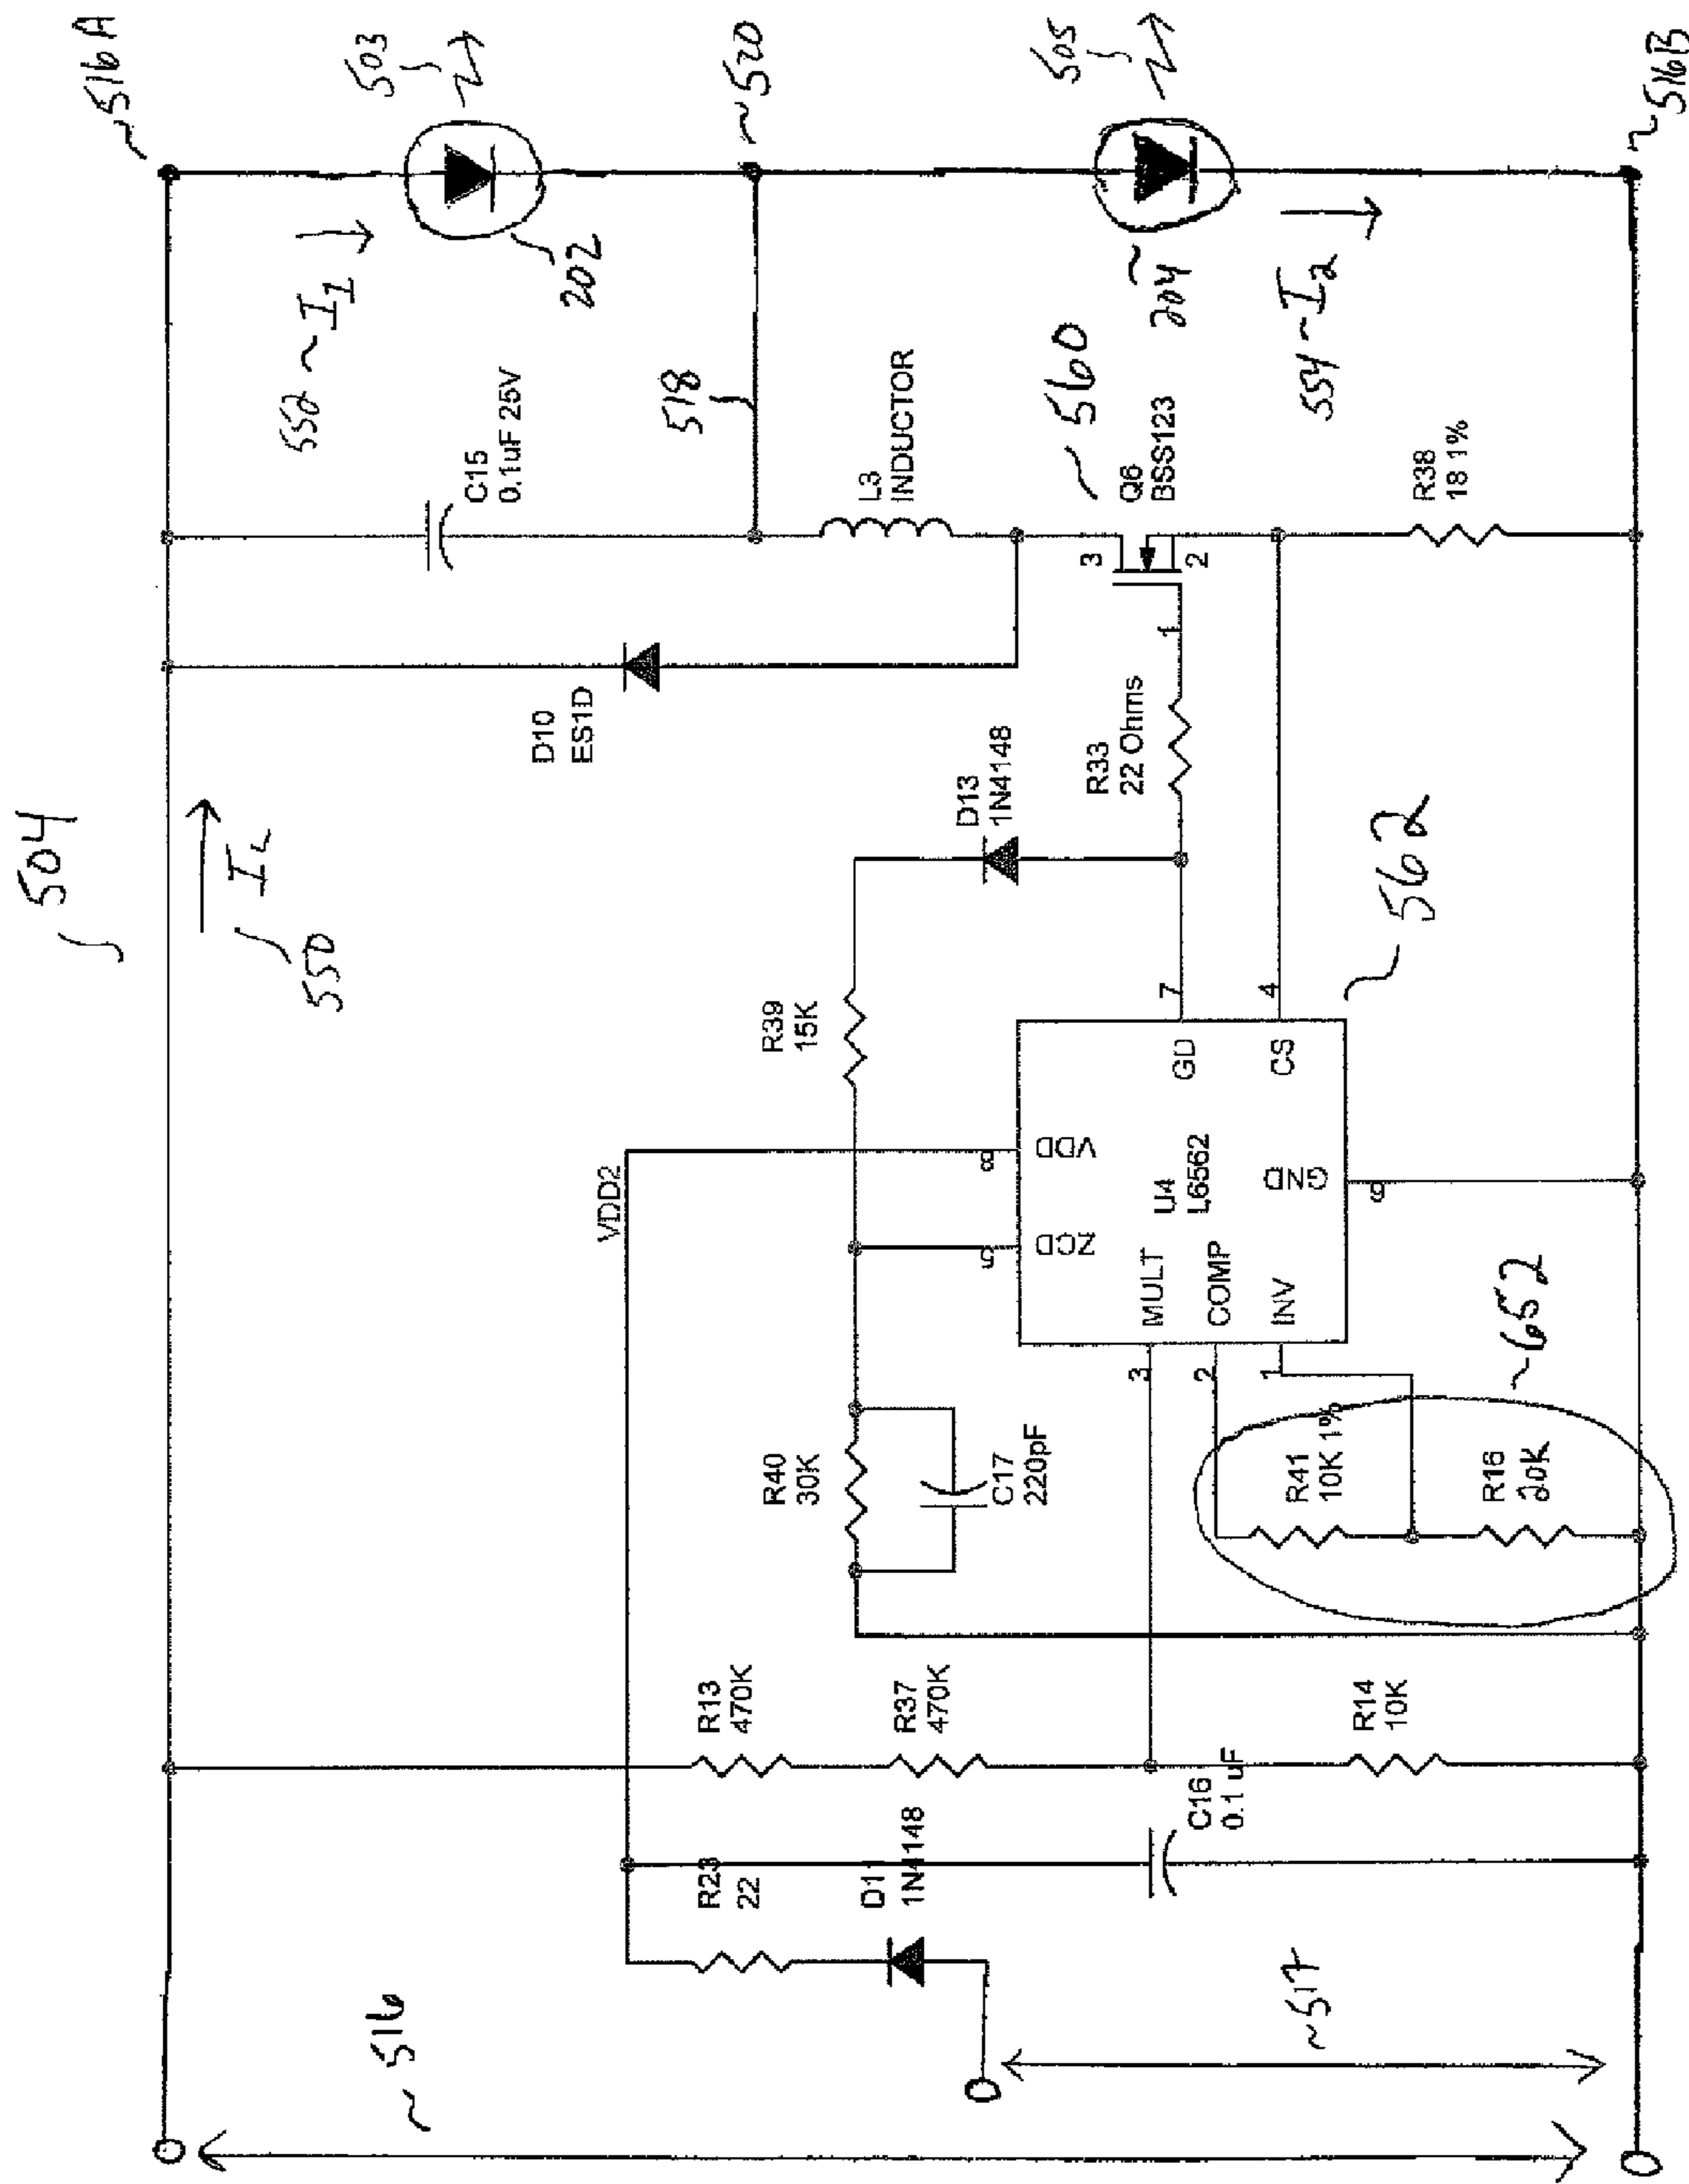 504
550
I L
516
~516A
552 ~ I1
503
202
C15
0.1uF 25V
D10
ES1D
518
~520
L3
INDUCTOR
~560
Q6
BSS123
3
2
1
R33
22 Ohms
D13
1N4148
R39
15K
VDD2
R40
30K
C17
220pF
R13
470K
R37
470K
R14
10K
R23
22
D1
1N4148
C16
0.1 uF
~517
8
VDD
5
ZCD
U4
L6562
3
MULT
2
COMP
1
INV
GD
7
CS
4
GND
6
562
R41
10K 1%
R16
20K
~652
R38
18 1%
505
204
554 ~ I2
~516B